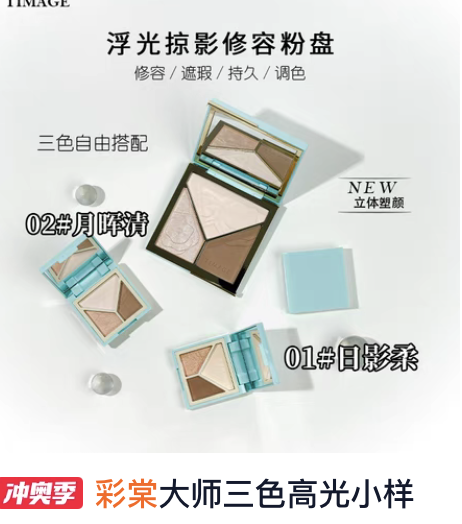 TIMAGE
浮光掠影修容粉盘
修容/遮瑕/持久/调色
三色自由搭配
NEW
立体塑颜
02#月晖清
01#日影柔
冲奥季 彩棠大师三色高光小样